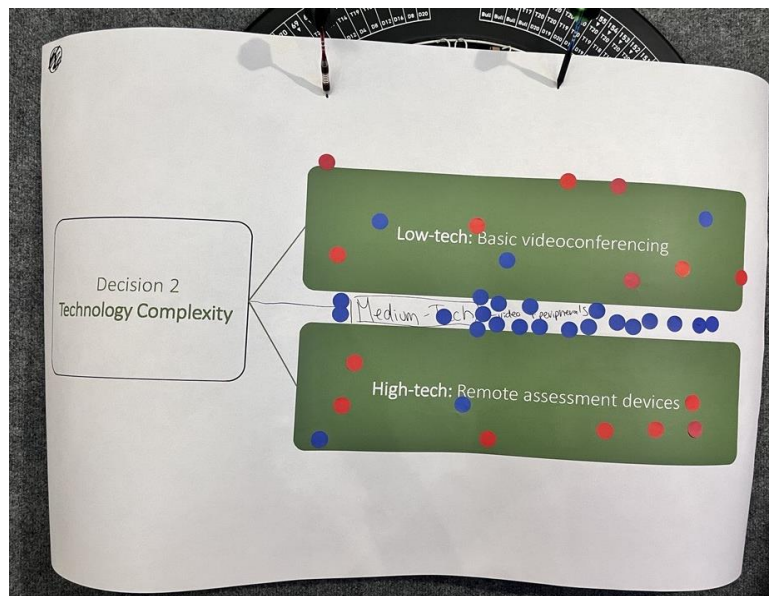 Decision 2
Technology Complexity
Low-tech: Basic videoconferencing
Medium-Tech video peripherals
High-tech: Remote assessment devices